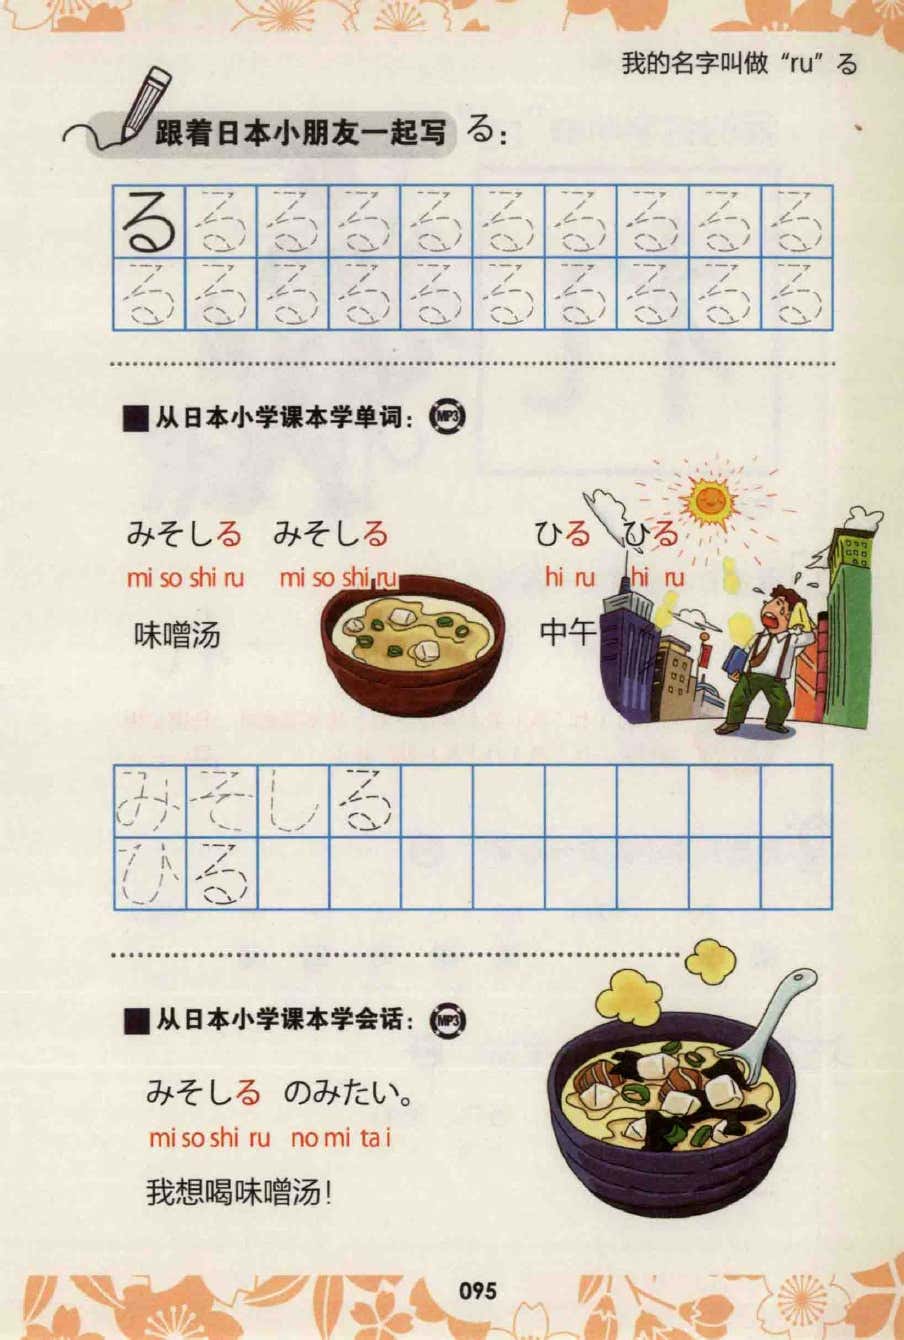 我的名字叫做“ru”る
跟着日本小朋友一起写 る：
る る る る る る る る る る
る る る る る る る る る る
■从日本小学课本学单词：MP3
みそしる みそしる ひる ひる
mi so shi ru mi so shi ru hi ru hi ru
味噌汤 中午
み そ し る
ひ る
■从日本小学课本学会话：MP3
みそしる のみたい。
mi so shi ru no mi ta i
我想喝味噌汤！
095